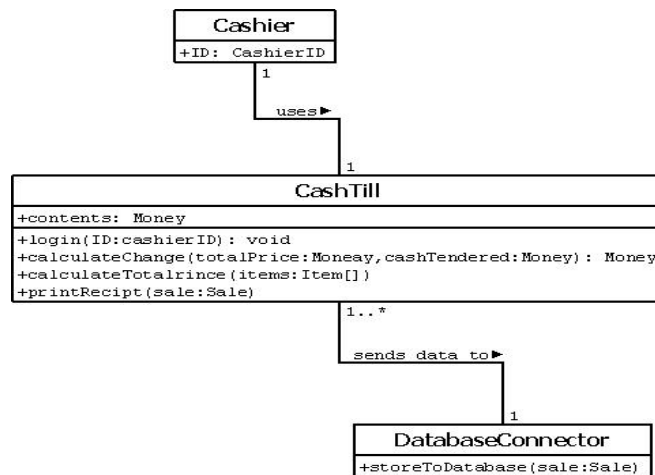 Cashier
+ID: CashierID
1
uses
1
CashTill
+contents: Money
+login(ID:cashierID): void
+calculateChange(totalPrice:Moneay,cashTendered:Money): Money
+calculateTotalrince(items:Item[])
+printRecipt(sale:Sale)
1..*
sends data to
1
DatabaseConnector
+storeToDatabase(sale:Sale)